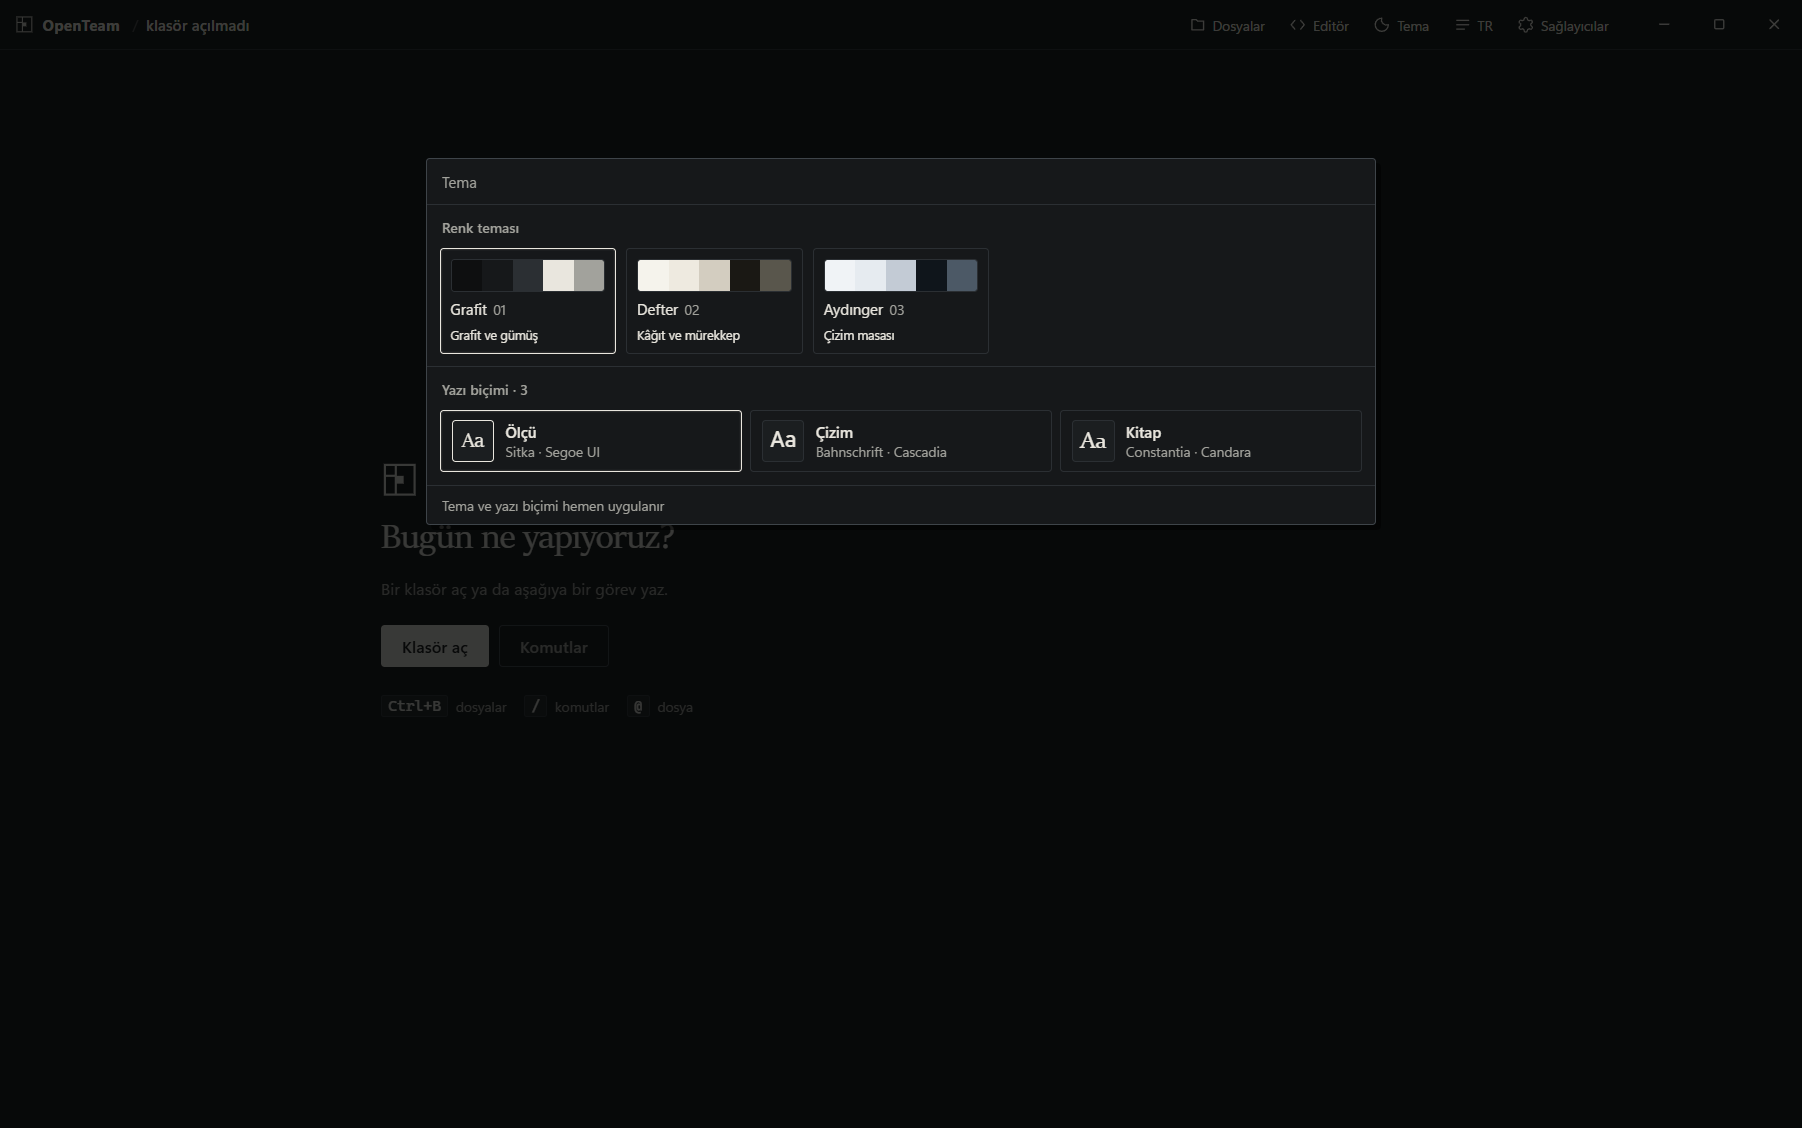 OpenTeam / klasör açılmadı
Dosyalar Editör Tema TR Sağlayıcılar
Tema
Renk teması
Grafit 01
Grafit ve gümüş
Defter 02
Kâğıt ve mürekkep
Aydınger 03
Çizim masası
Yazı biçimi · 3
Aa
Ölçü
Sitka · Segoe UI
Aa
Çizim
Bahnschrift · Cascadia
Aa
Kitap
Constantia · Candara
Tema ve yazı biçimi hemen uygulanır
Bugün ne yapıyoruz?
Bir klasör aç ya da aşağıya bir görev yaz.
Klasör aç Komutlar
Ctrl+B dosyalar / komutlar @ dosya